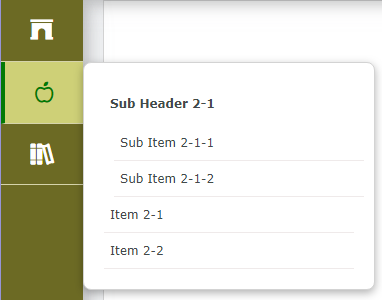 Sub Header 2-1
Sub Item 2-1-1
Sub Item 2-1-2
Item 2-1
Item 2-2